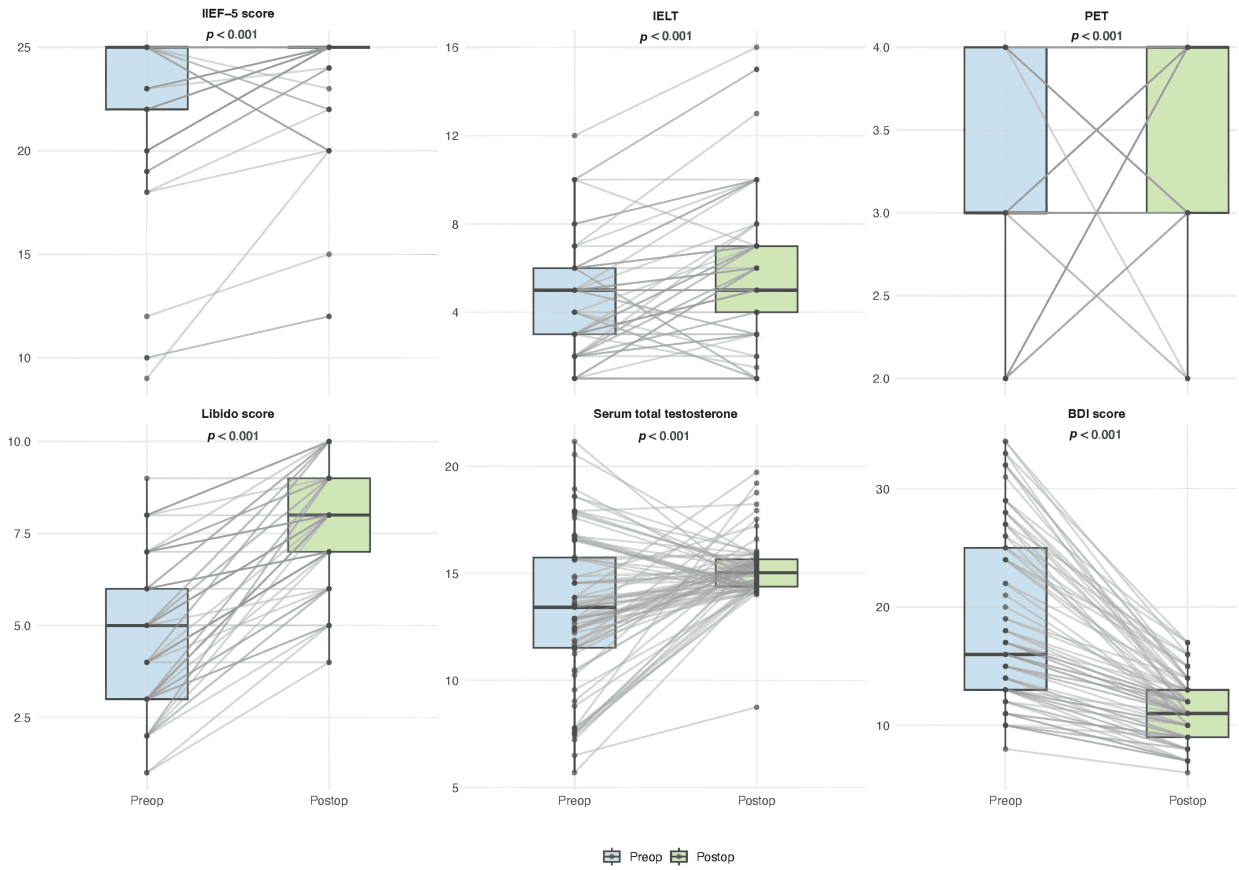 IIEF–5 score
p < 0.001
25
20
15
10
IELT
p < 0.001
16
12
8
4
PET
p < 0.001
4.0
3.5
3.0
2.5
2.0
Libido score
p < 0.001
10.0
7.5
5.0
2.5
Preop Postop
Serum total testosterone
p < 0.001
20
15
10
5
Preop Postop
BDI score
p < 0.001
30
20
10
Preop Postop
Preop Postop